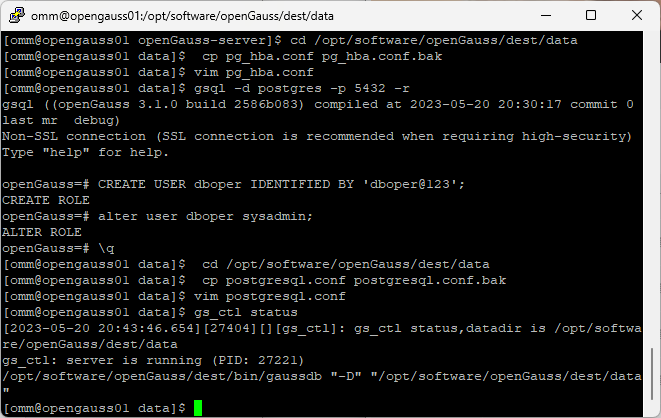 omm@opengauss01:/opt/software/openGauss/dest/data
[omm@opengauss01 openGauss-server]$ cd /opt/software/openGauss/dest/data
[omm@opengauss01 data]$  cp pg_hba.conf pg_hba.conf.bak
[omm@opengauss01 data]$ vim pg_hba.conf
[omm@opengauss01 data]$ gsql -d postgres -p 5432 -r
gsql ((openGauss 3.1.0 build 2586b083) compiled at 2023-05-20 20:30:17 commit 0
last mr  debug)
Non-SSL connection (SSL connection is recommended when requiring high-security)
Type "help" for help.
openGauss=# CREATE USER dboper IDENTIFIED BY 'dboper@123';
CREATE ROLE
openGauss=# alter user dboper sysadmin;
ALTER ROLE
openGauss=# \q
[omm@opengauss01 data]$  cd /opt/software/openGauss/dest/data
[omm@opengauss01 data]$  cp postgresql.conf postgresql.conf.bak
[omm@opengauss01 data]$ vim postgresql.conf
[omm@opengauss01 data]$ gs_ctl status
[2023-05-20 20:43:46.654][27404][][gs_ctl]: gs_ctl status,datadir is /opt/softwa
re/openGauss/dest/data
gs_ctl: server is running (PID: 27221)
/opt/software/openGauss/dest/bin/gaussdb "-D" "/opt/software/openGauss/dest/data
"
[omm@opengauss01 data]$